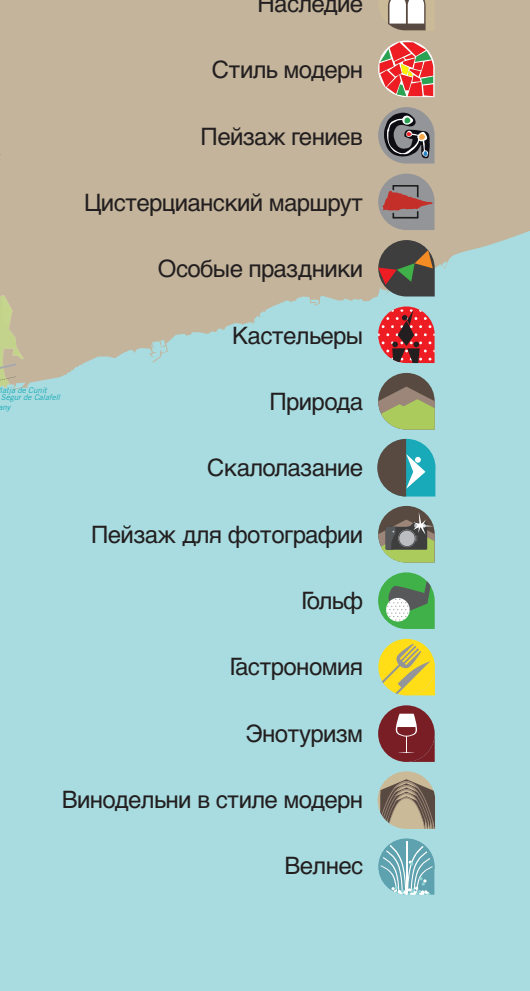 Наследие
Стиль модерн
Пейзаж гениев
Цистерцианский маршрут
Особые праздники
Кастельеры
Природа
Platja de Cunit
Segur de Calafell
Скалолазание
Пейзаж для фотографии
Гольф
Гастрономия
Энотуризм
Винодельни в стиле модерн
Велнес